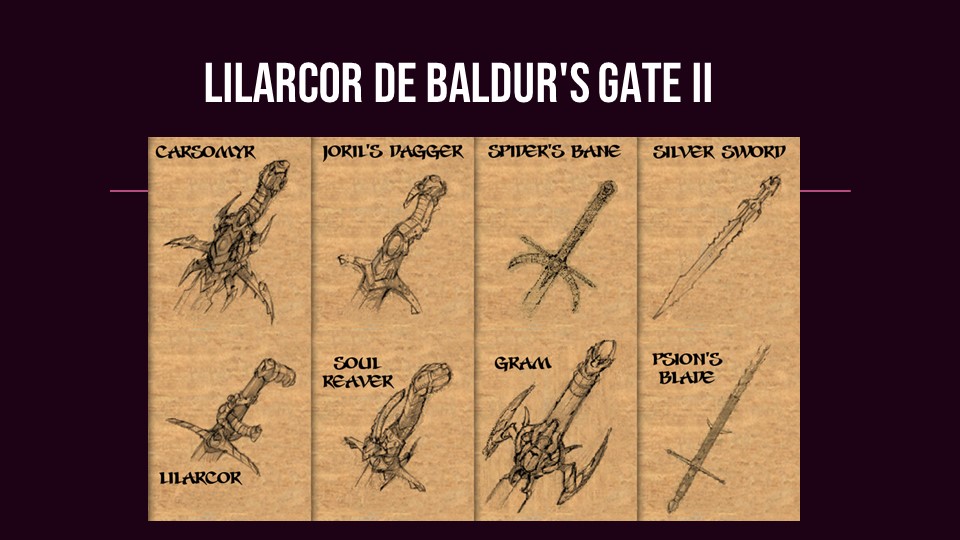 LILARCOR DE BALDUR'S GATE II
CARSOMYR
JORIL'S DAGGER
SPIDER'S BANE
SILVER SWORD
LILARCOR
SOUL
REAVER
GRAM
PSION'S
BLADE